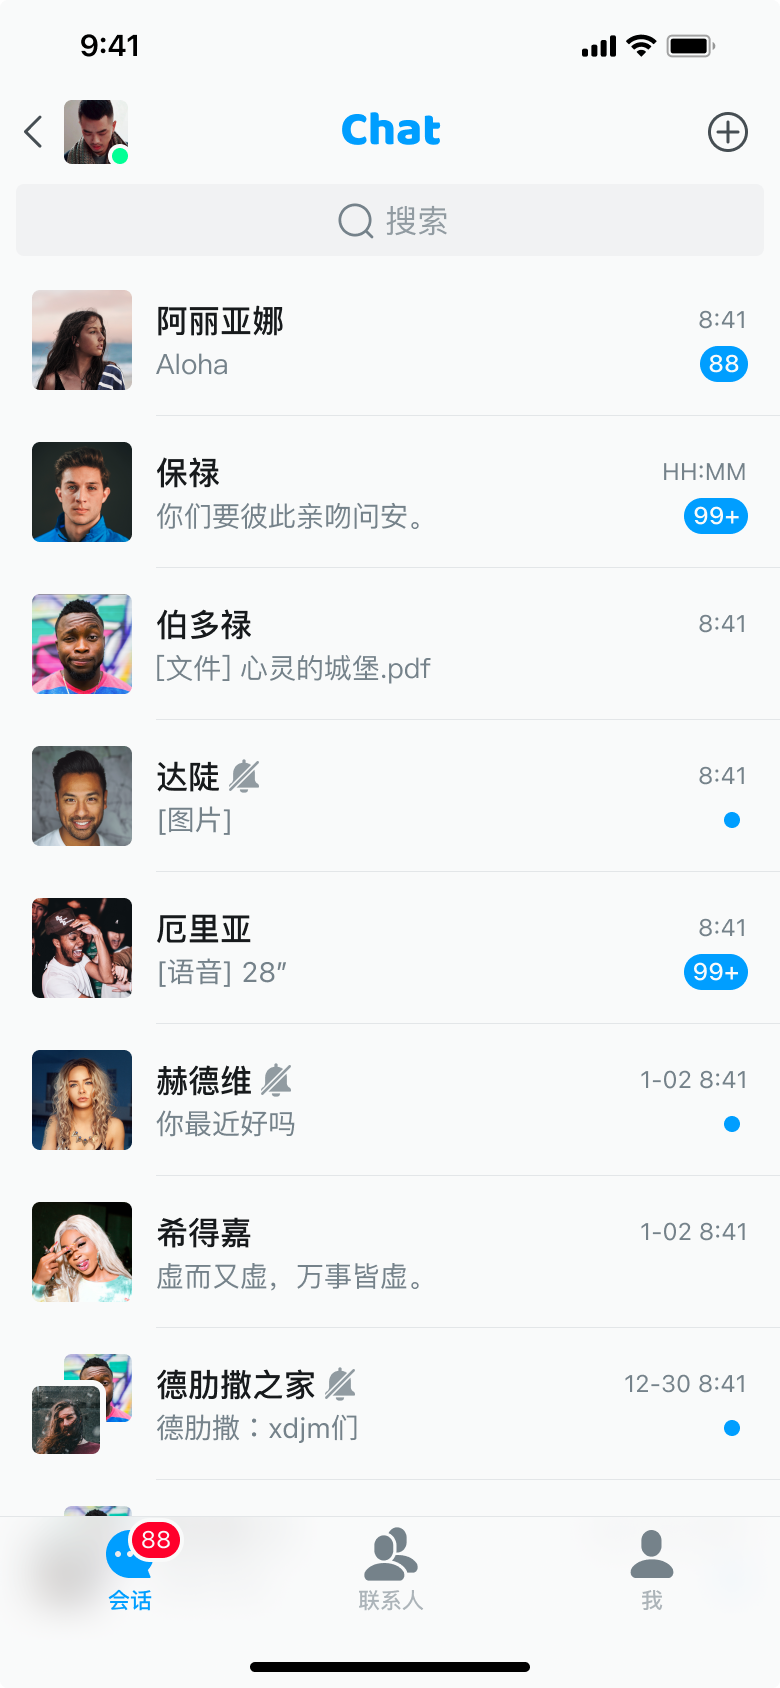 9:41
Chat
搜索
阿丽亚娜
8:41
Aloha
88
保禄
HH:MM
你们要彼此亲吻问安。
99+
伯多禄
8:41
[文件] 心灵的城堡.pdf
达陡
8:41
[图片]
厄里亚
8:41
[语音] 28″
99+
赫德维
1-02 8:41
你最近好吗
希得嘉
1-02 8:41
虚而又虚，万事皆虚。
德肋撒之家
12-30 8:41
德肋撒：xdjm们
88
会话
联系人
我